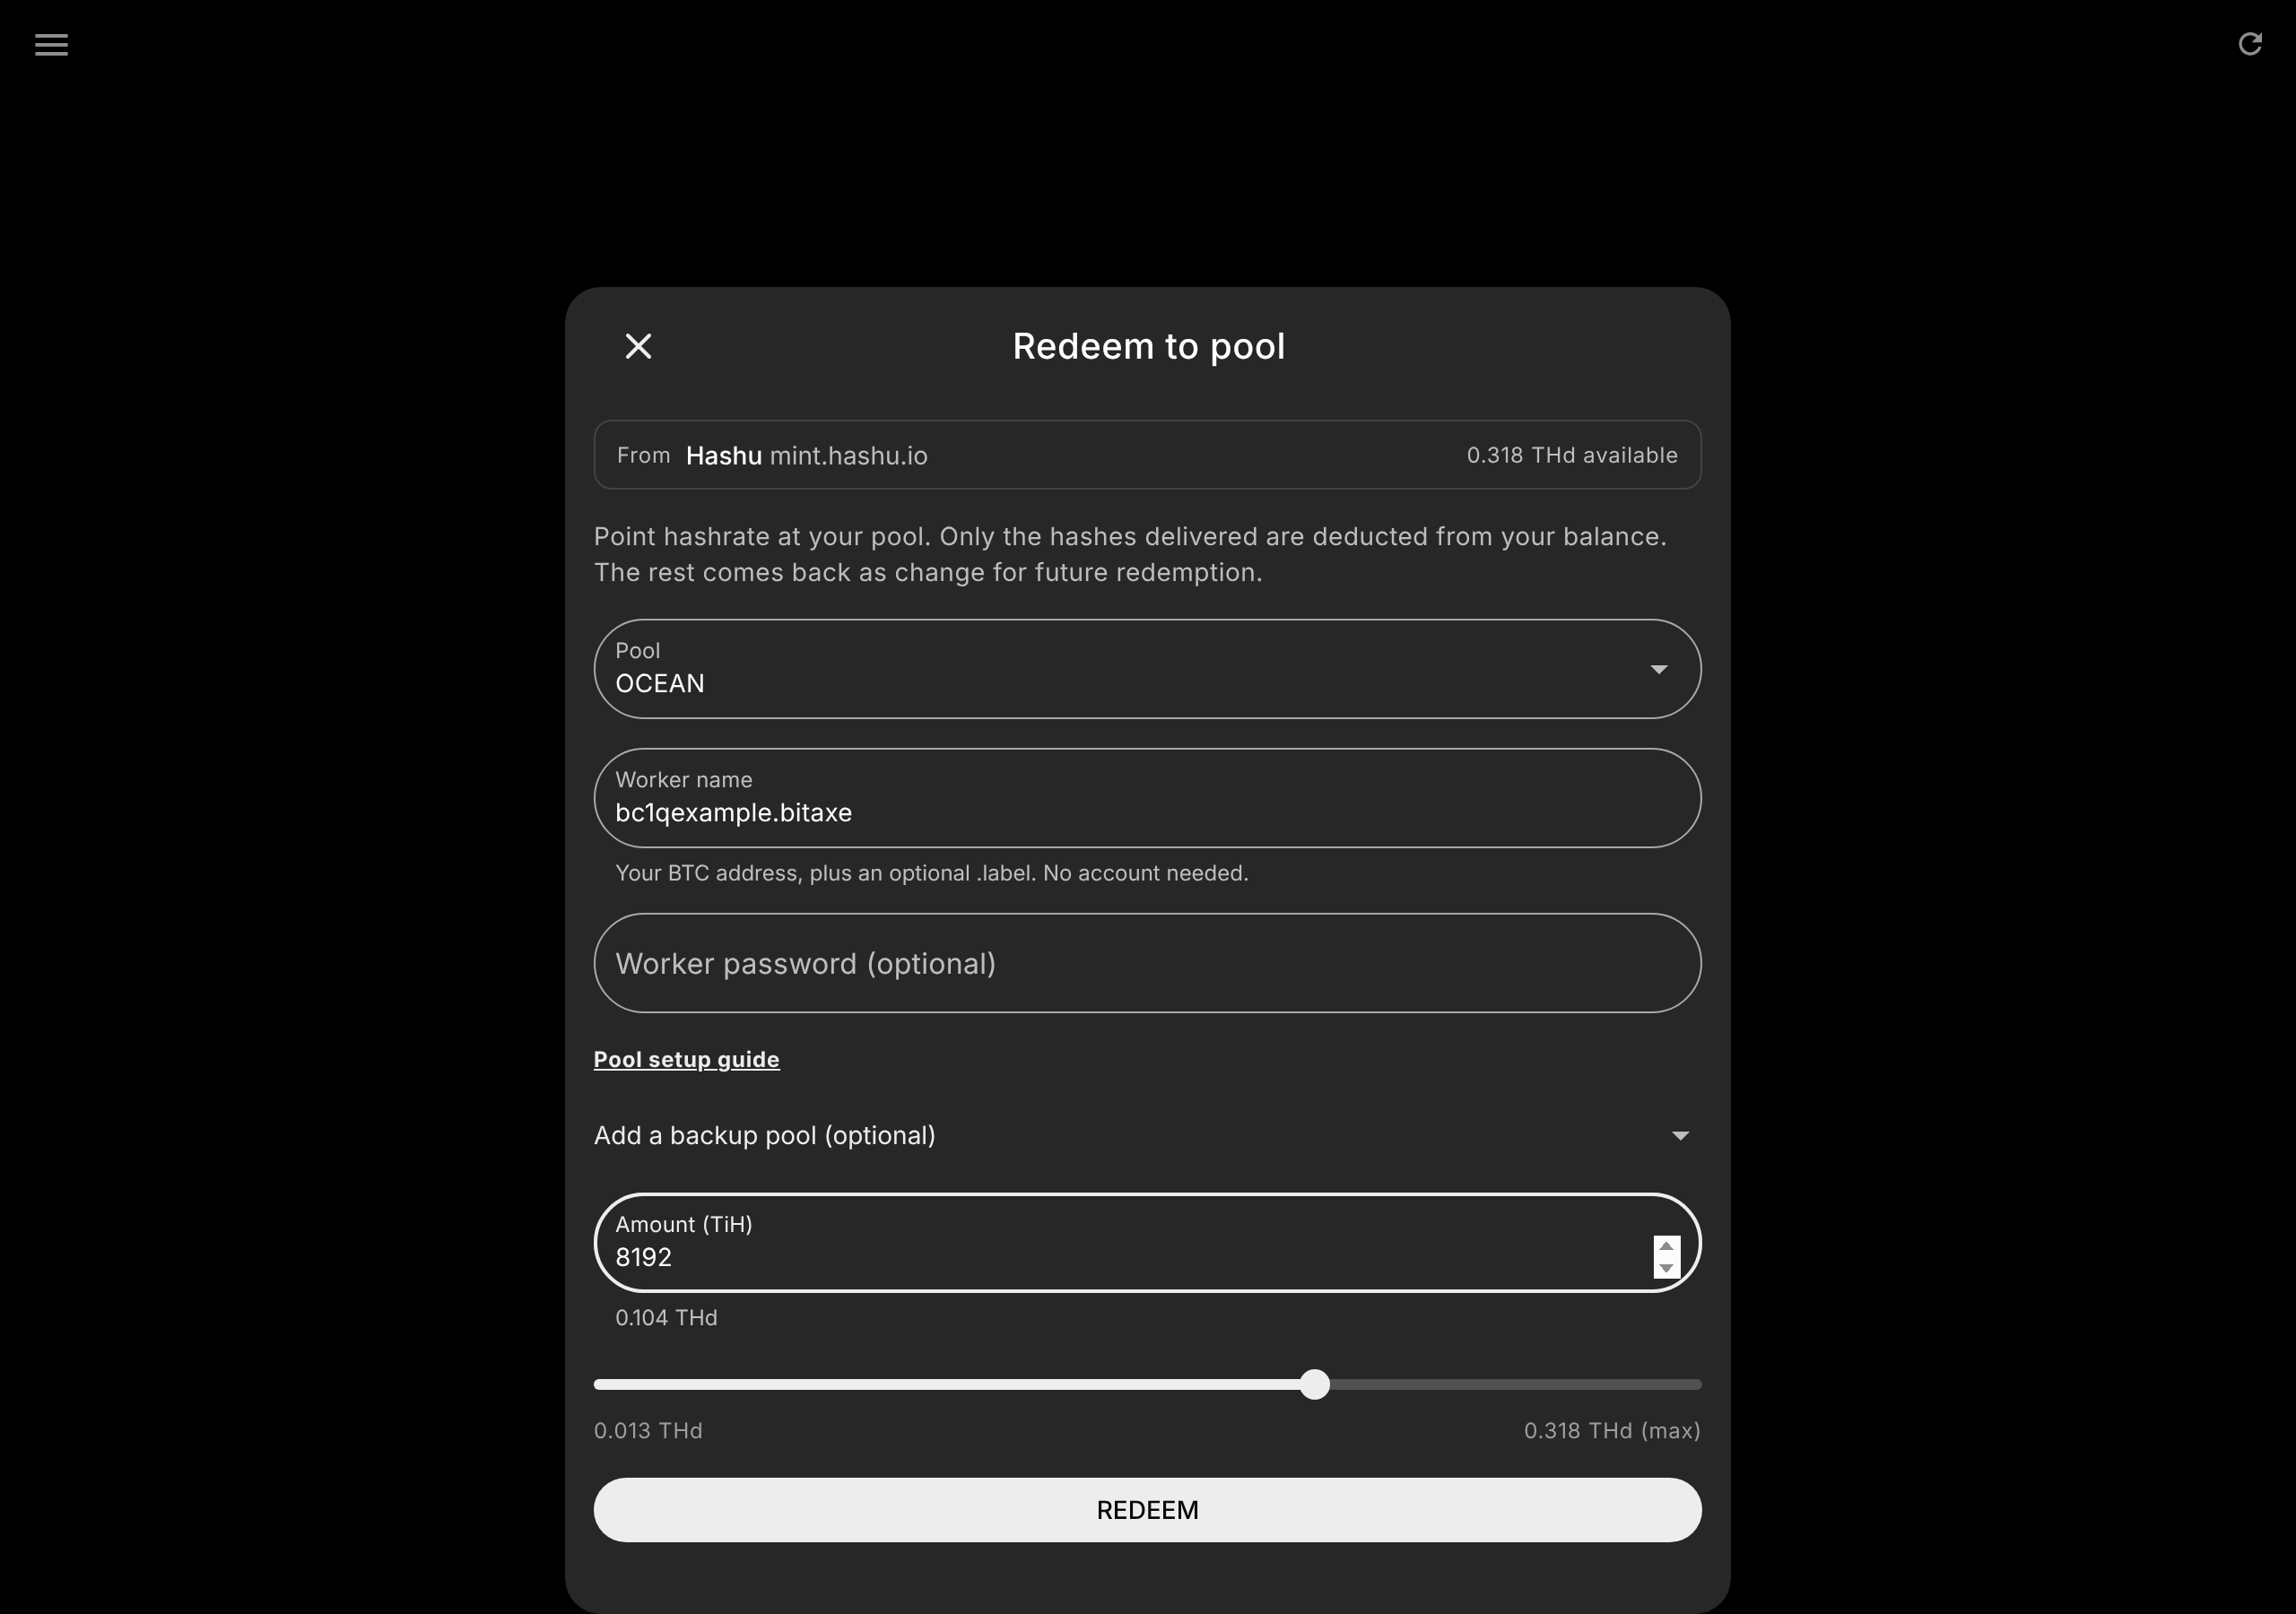 Redeem to pool
From Hashu mint.hashu.io 0.318 THd available
Point hashrate at your pool. Only the hashes delivered are deducted from your balance.
The rest comes back as change for future redemption.
Pool
OCEAN
Worker name
bc1qexample.bitaxe
Your BTC address, plus an optional .label. No account needed.
Worker password (optional)
Pool setup guide
Add a backup pool (optional)
Amount (TiH)
8192
0.104 THd
0.013 THd 0.318 THd (max)
REDEEM